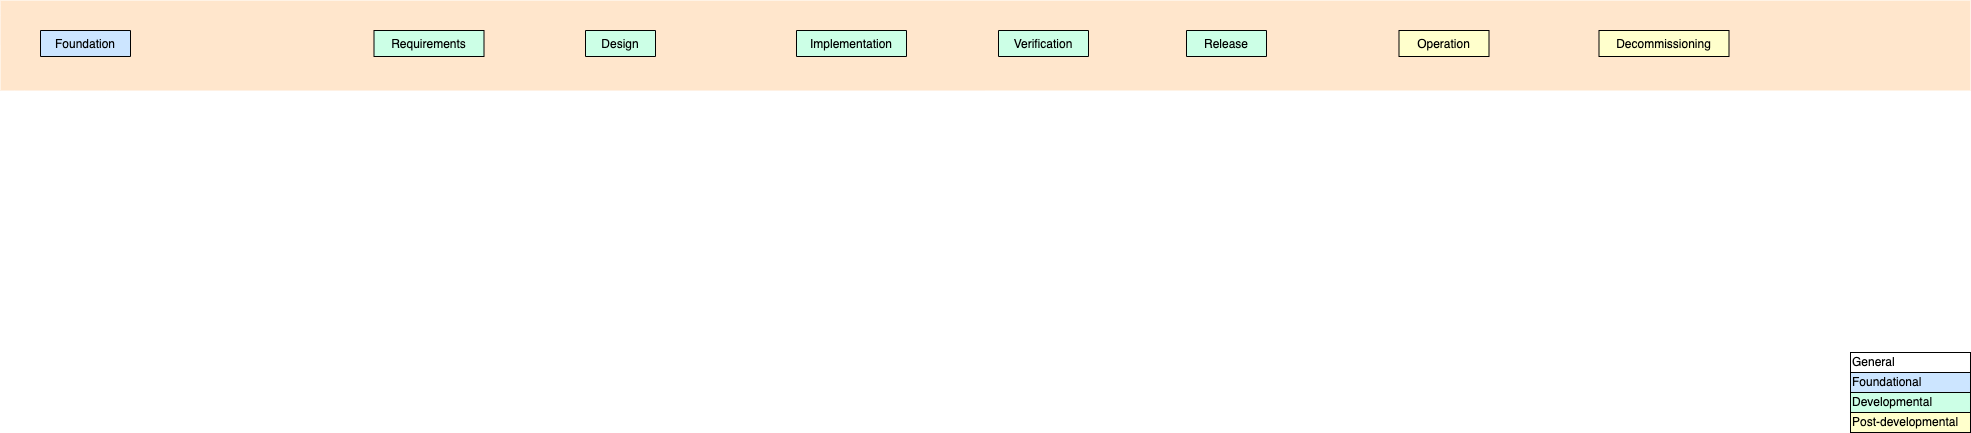 Foundation
Requirements
Design
Implementation
Verification
Release
Operation
Decommissioning
General
Foundational
Developmental
Post-developmental